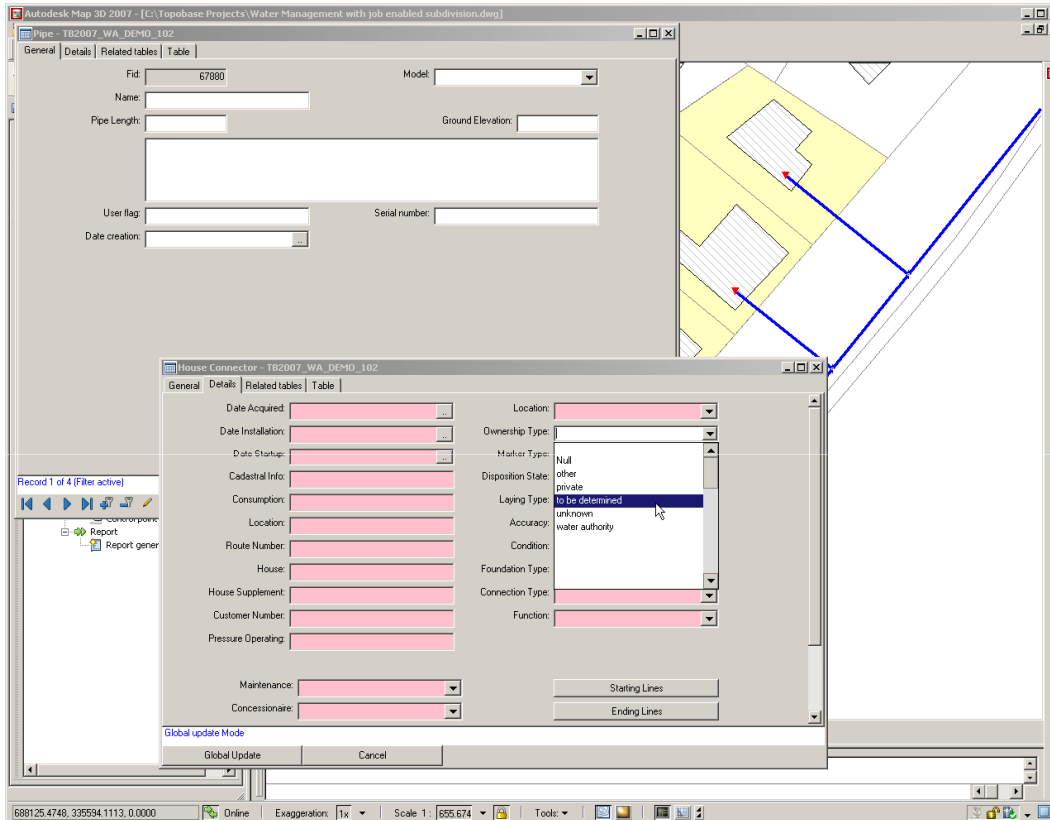 Autodesk Map 3D 2007 - [C:\Topobase Projects\Water Management with job enabled subdivision.dwg]
Pipe - TB2007_WA_DEMO_102
General Details Related tables Table
Fid: 67880 Model:
Name:
Pipe Length: Ground Elevation:
User flag: Serial number:
Date creation: ..
House Connector - TB2007_WA_DEMO_102
General Details Related tables Table
Date Acquired: .. Location:
Date Installation: .. Ownership Type:
Date Startup: .. Marker Type:
Null
Cadastral Info: Disposition State: other
private
Consumption: Laying Type: to be determined
unknown
Location: Accuracy: water authority
Route Number: Condition:
House: Foundation Type:
House Supplement: Connection Type:
Customer Number: Function:
Pressure Operating:
Maintenance: Starting Lines
Concessionaire: Ending Lines
Global update Mode
Global Update Cancel
Record 1 of 4 (Filter active)
Report
Report gener
688125.4748, 335594.1113, 0.0000 Online Exaggeration: 1x Scale 1 : 655.674 Tools: